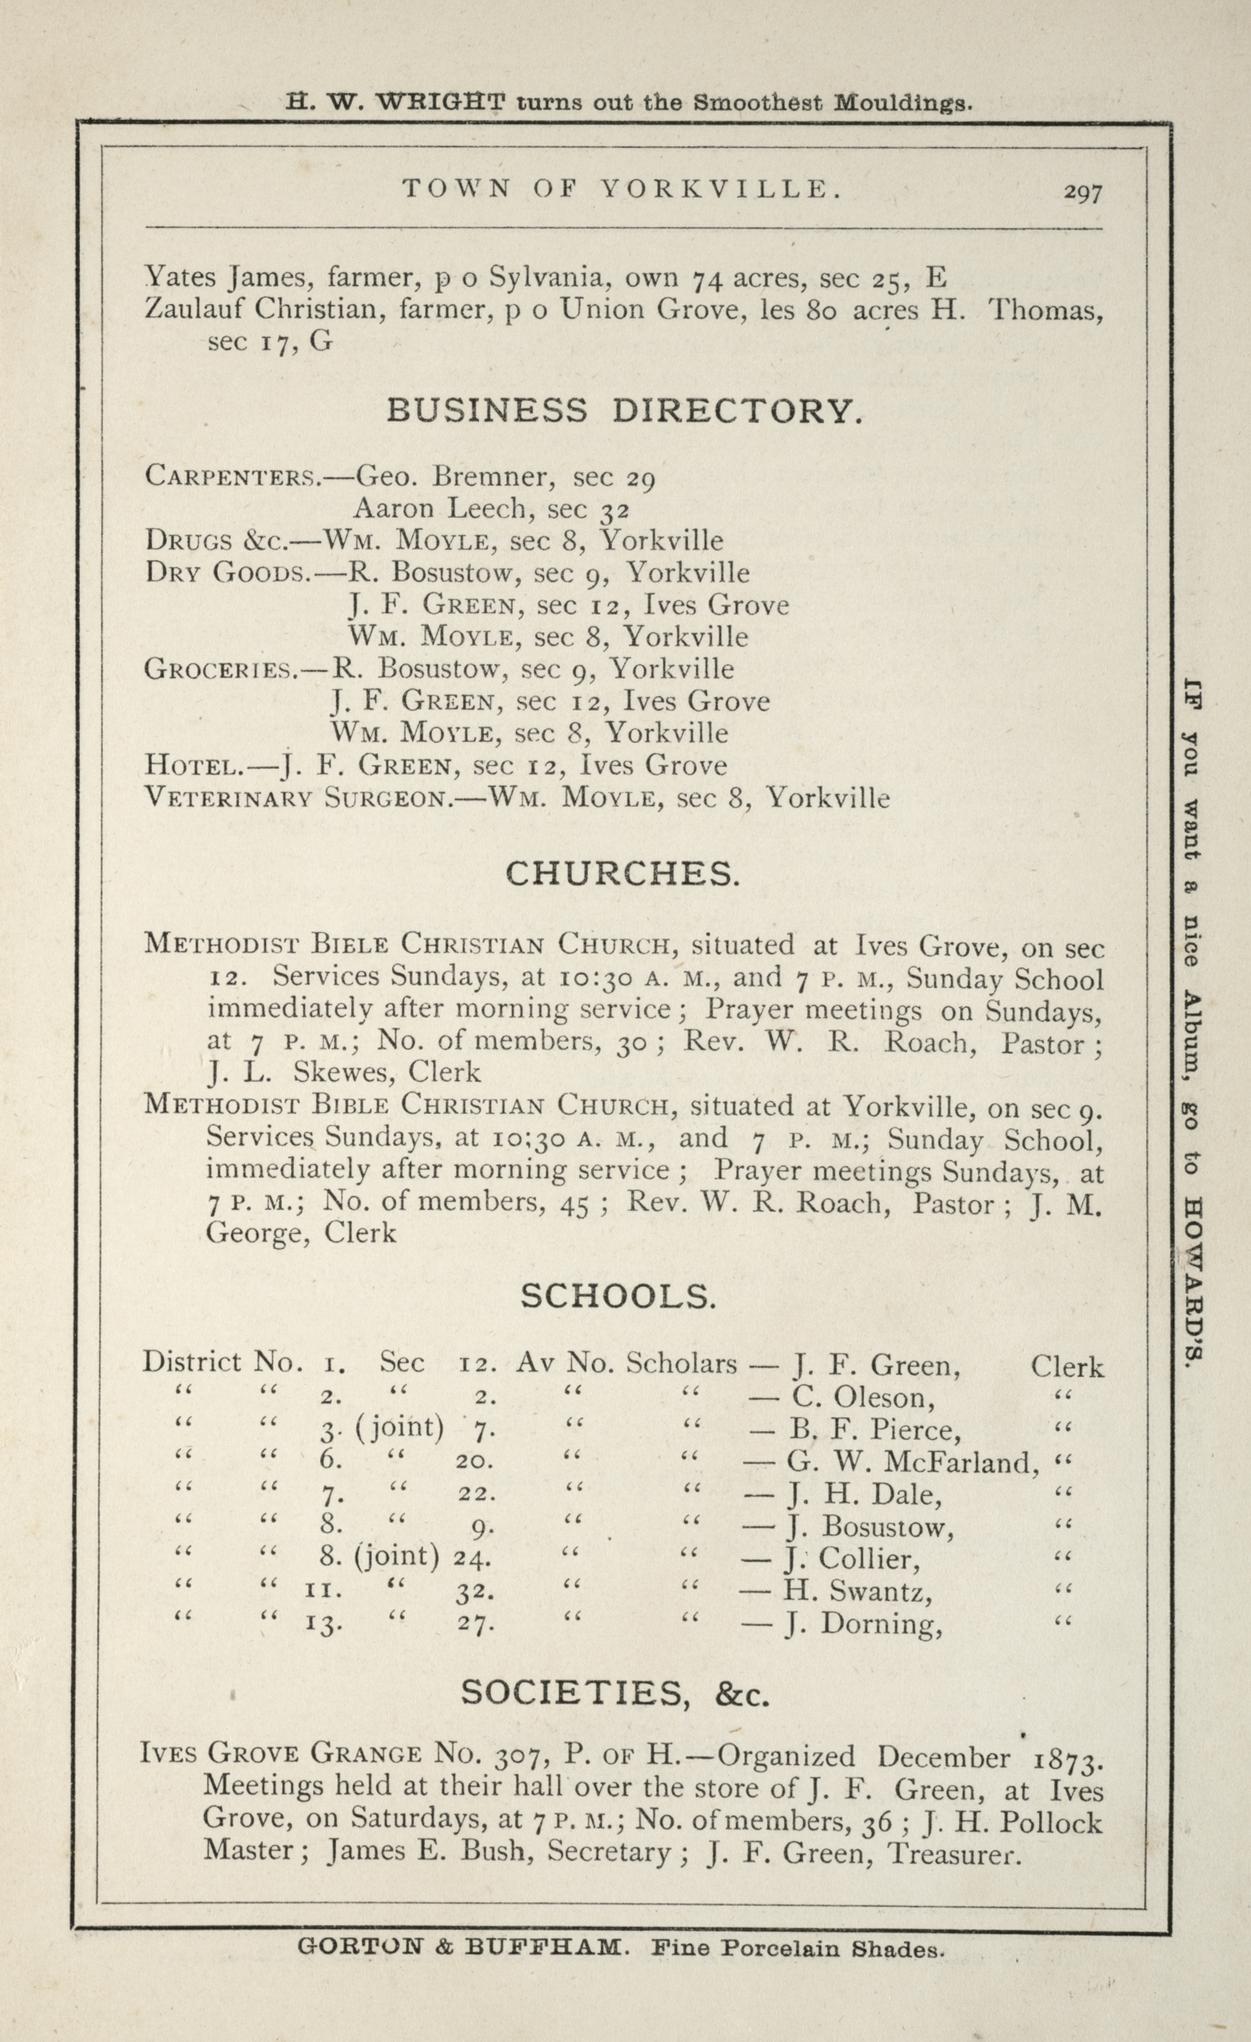 H. W. WRIGHT turns out the Smoothest Mouldings.
TOWN OF YORKVILLE. 297
Yates James, farmer, p o Sylvania, own 74 acres, sec 25, E
Zaulauf Christian, farmer, p o Union Grove, les 80 acres H. Thomas,
sec 17, G
BUSINESS DIRECTORY.
CARPENTERS.—Geo. Bremner, sec 29
Aaron Leech, sec 32
DRUGS &C.—WM. MOYLE, sec 8, Yorkville
DRY GOODS.—R. Bosustow, sec 9, Yorkville
J. F. GREEN, sec 12, Ives Grove
WM. MOYLE, sec 8, Yorkville
GROCERIES.—R. Bosustow, sec 9, Yorkville
J. F. GREEN, sec 12, Ives Grove
WM. MOYLE, sec 8, Yorkville
HOTEL.—J. F. GREEN, sec 12, Ives Grove
VETERINARY SURGEON.—WM. MOYLE, sec 8, Yorkville
CHURCHES.
METHODIST BIELE CHRISTIAN CHURCH, situated at Ives Grove, on sec
12. Services Sundays, at 10:30 A. M., and 7 P. M., Sunday School
immediately after morning service ; Prayer meetings on Sundays,
at 7 P. M.; No. of members, 30 ; Rev. W. R. Roach, Pastor ;
J. L. Skewes, Clerk
METHODIST BIBLE CHRISTIAN CHURCH, situated at Yorkville, on sec 9.
Services Sundays, at 10;30 A. M., and 7 P. M.; Sunday School,
immediately after morning service ; Prayer meetings Sundays, at
7 P. M.; No. of members, 45 ; Rev. W. R. Roach, Pastor ; J. M.
George, Clerk
SCHOOLS.
District No. 1. Sec 12. Av No. Scholars — J. F. Green, Clerk
“ “ 2. “ 2. “ “ — C. Oleson, “
“ “ 3. (joint) 7. “ “ — B. F. Pierce, “
“ “ 6. “ 20. “ “ — G. W. McFarland, “
“ “ 7. “ 22. “ “ — J. H. Dale, “
“ “ 8. “ 9. “ “ — J. Bosustow, “
“ “ 8. (joint) 24. “ “ — J. Collier, “
“ “ 11. “ 32. “ “ — H. Swantz, “
“ “ 13. “ 27. “ “ — J. Dorning, “
SOCIETIES, &c.
IVES GROVE GRANGE NO. 307, P. OF H.—Organized December 1873.
Meetings held at their hall over the store of J. F. Green, at Ives
Grove, on Saturdays, at 7 P. M.; No. of members, 36 ; J. H. Pollock
Master ; James E. Bush, Secretary ; J. F. Green, Treasurer.
GORTON & BUFFHAM. Fine Porcelain Shades.
IF you want a nice Album, go to HOWARD'S.